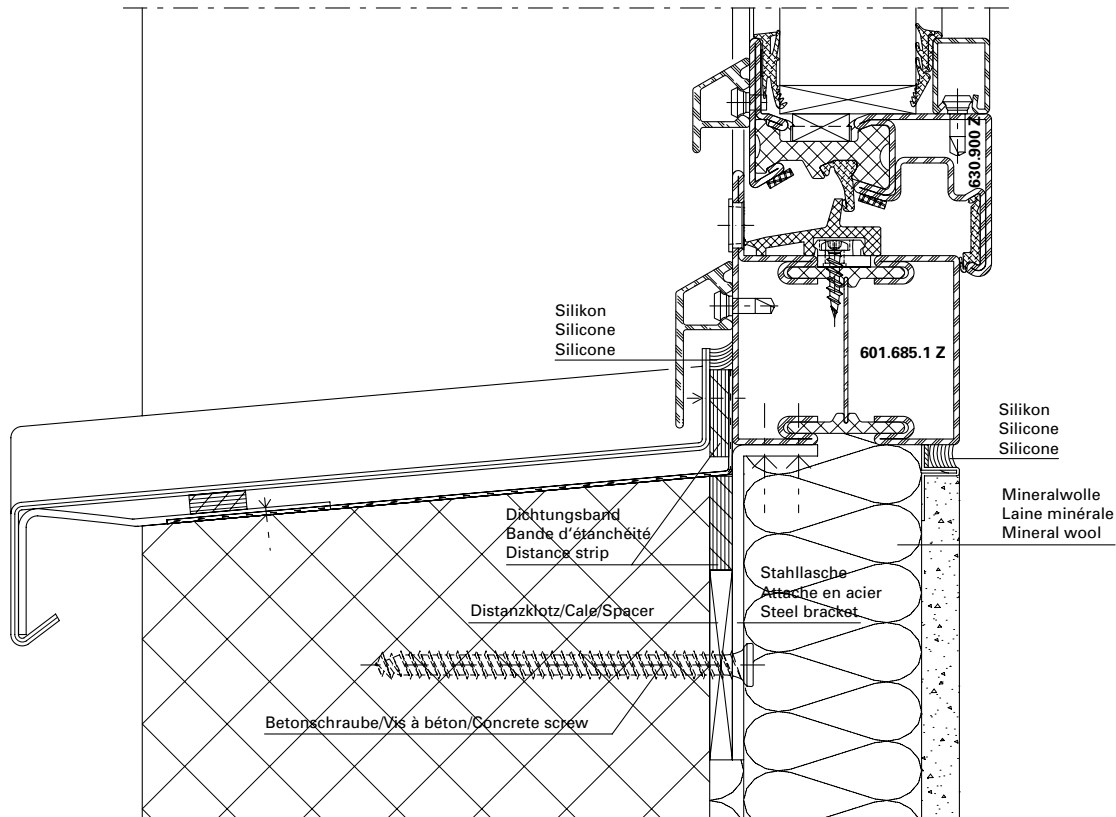 630.900 Z
Silikon
Silicone
Silicone
601.685.1 Z
Silikon
Silicone
Silicone
Mineralwolle
Laine minérale
Mineral wool
Dichtungsband
Bande d'étanchéité
Distance strip
Stahllasche
Attache en acier
Steel bracket
Distanzklotz/Cale/Spacer
Betonschraube/Vis à béton/Concrete screw